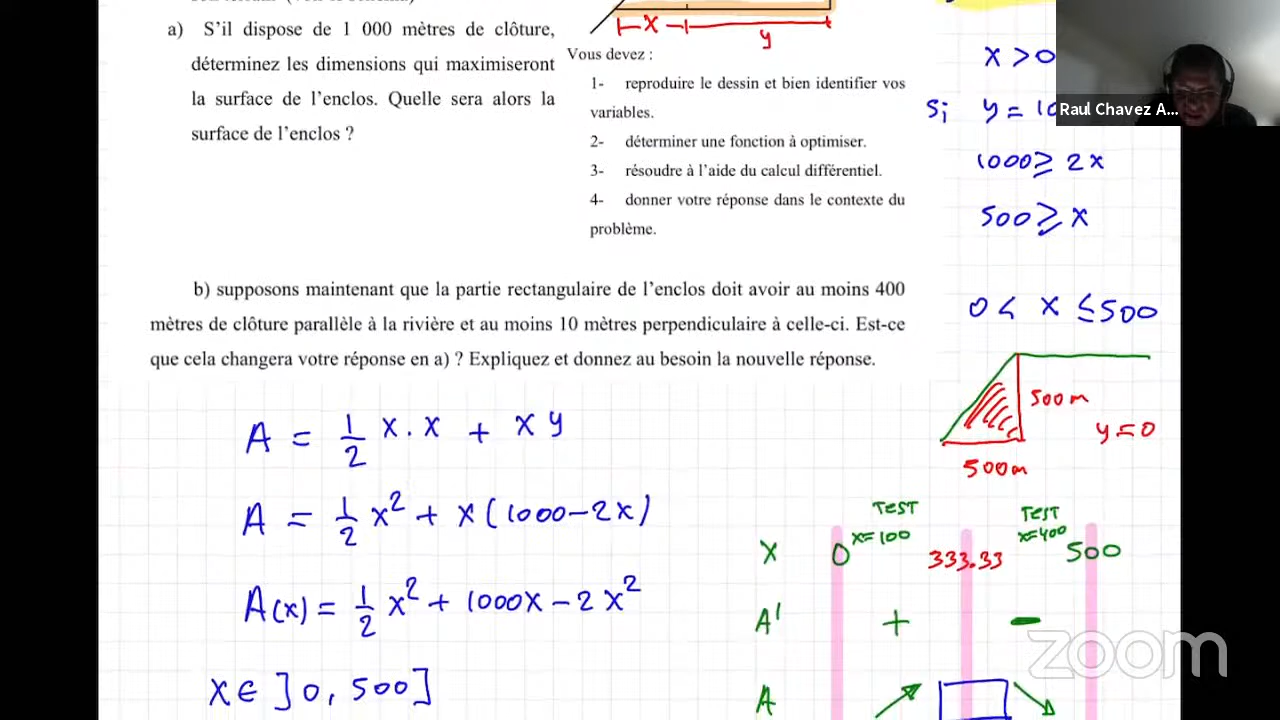 a) S'il dispose de 1 000 mètres de clôture,
déterminez les dimensions qui maximiseront
la surface de l'enclos. Quelle sera alors la
surface de l'enclos ?
x
y
Vous devez :
1- reproduire le dessin et bien identifier vos
variables.
2- déterminer une fonction à optimiser.
3- résoudre à l'aide du calcul différentiel.
4- donner votre réponse dans le contexte du
problème.
b) supposons maintenant que la partie rectangulaire de l'enclos doit avoir au moins 400
mètres de clôture parallèle à la rivière et au moins 10 mètres perpendiculaire à celle-ci. Est-ce
que cela changera votre réponse en a) ? Expliquez et donnez au besoin la nouvelle réponse.
A = 1/2 x·x + xy
A = 1/2 x² + x(1000-2x)
A(x) = 1/2 x² + 1000x - 2x²
x ∈ ]0, 500]
x > 0
Si y = 10
Raul Chavez A...
1000 ≥ 2x
500 ≥ x
0 < x ≤ 500
500 m
y = 0
500 m
TEST
x=100
TEST
x=400
x 0 333.33 500
A' + -
A
zoom